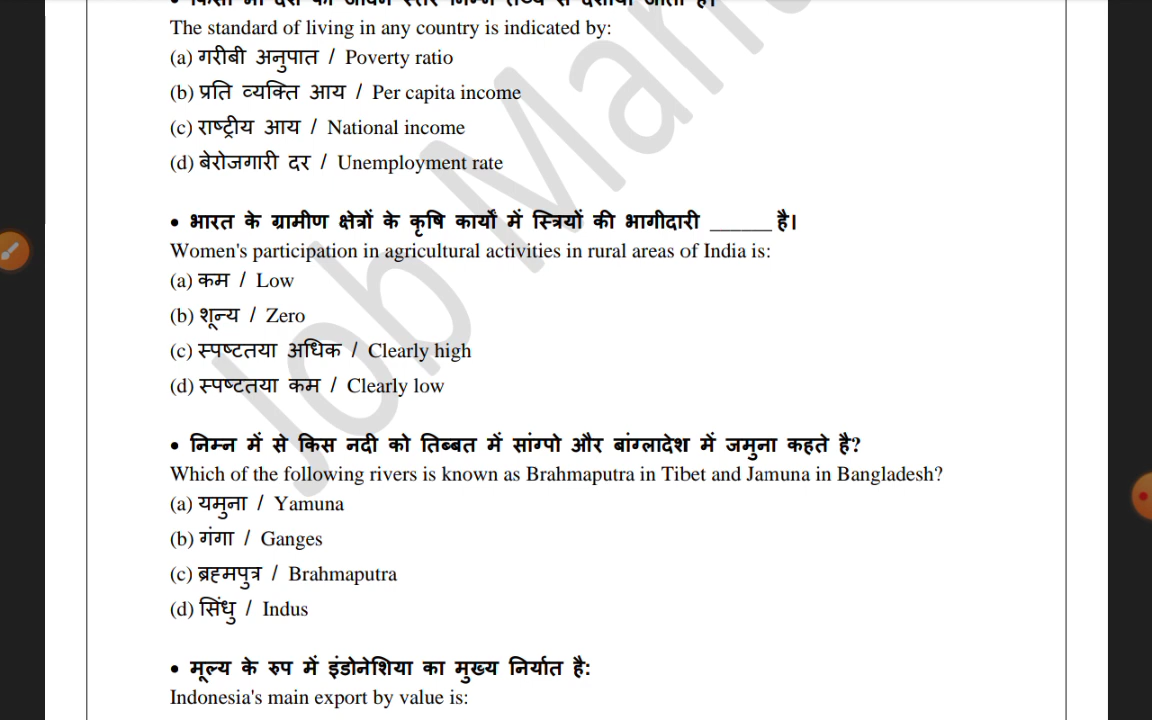 The standard of living in any country is indicated by:
(a) गरीबी अनुपात / Poverty ratio
(b) प्रति व्यक्ति आय / Per capita income
(c) राष्ट्रीय आय / National income
(d) बेरोजगारी दर / Unemployment rate
• भारत के ग्रामीण क्षेत्रों के कृषि कार्यों में स्त्रियों की भागीदारी ______ है।
Women's participation in agricultural activities in rural areas of India is:
(a) कम / Low
(b) शून्य / Zero
(c) स्पष्टतया अधिक / Clearly high
(d) स्पष्टतया कम / Clearly low
• निम्न में से किस नदी को तिब्बत में सांग्पो और बांग्लादेश में जमुना कहते है?
Which of the following rivers is known as Brahmaputra in Tibet and Jamuna in Bangladesh?
(a) यमुना / Yamuna
(b) गंगा / Ganges
(c) ब्रह्मपुत्र / Brahmaputra
(d) सिंधु / Indus
• मूल्य के रुप में इंडोनेशिया का मुख्य निर्यात है:
Indonesia's main export by value is:
Job